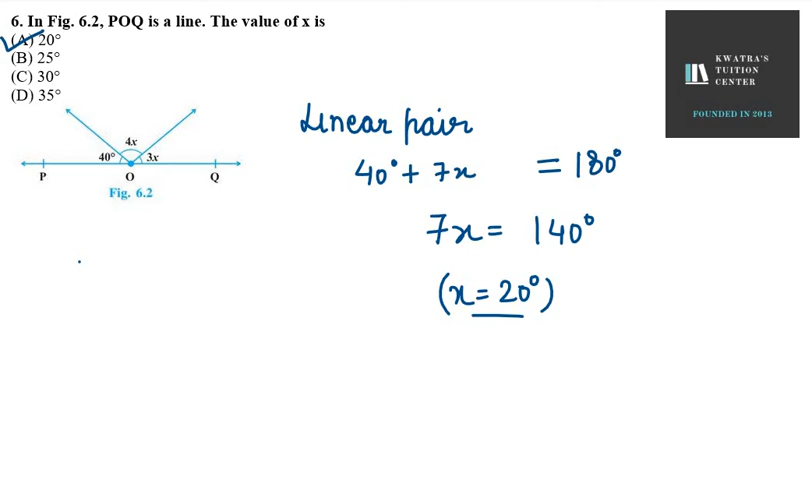 6. In Fig. 6.2, POQ is a line. The value of x is
(A) 20°
(B) 25°
(C) 30°
(D) 35°
4x
40°
3x
P
O
Q
Fig. 6.2
Linear pair
40° + 7x = 180°
7x = 140°
(x = 20°)
KWATRA'S
TUITION
CENTER
FOUNDED IN 2013